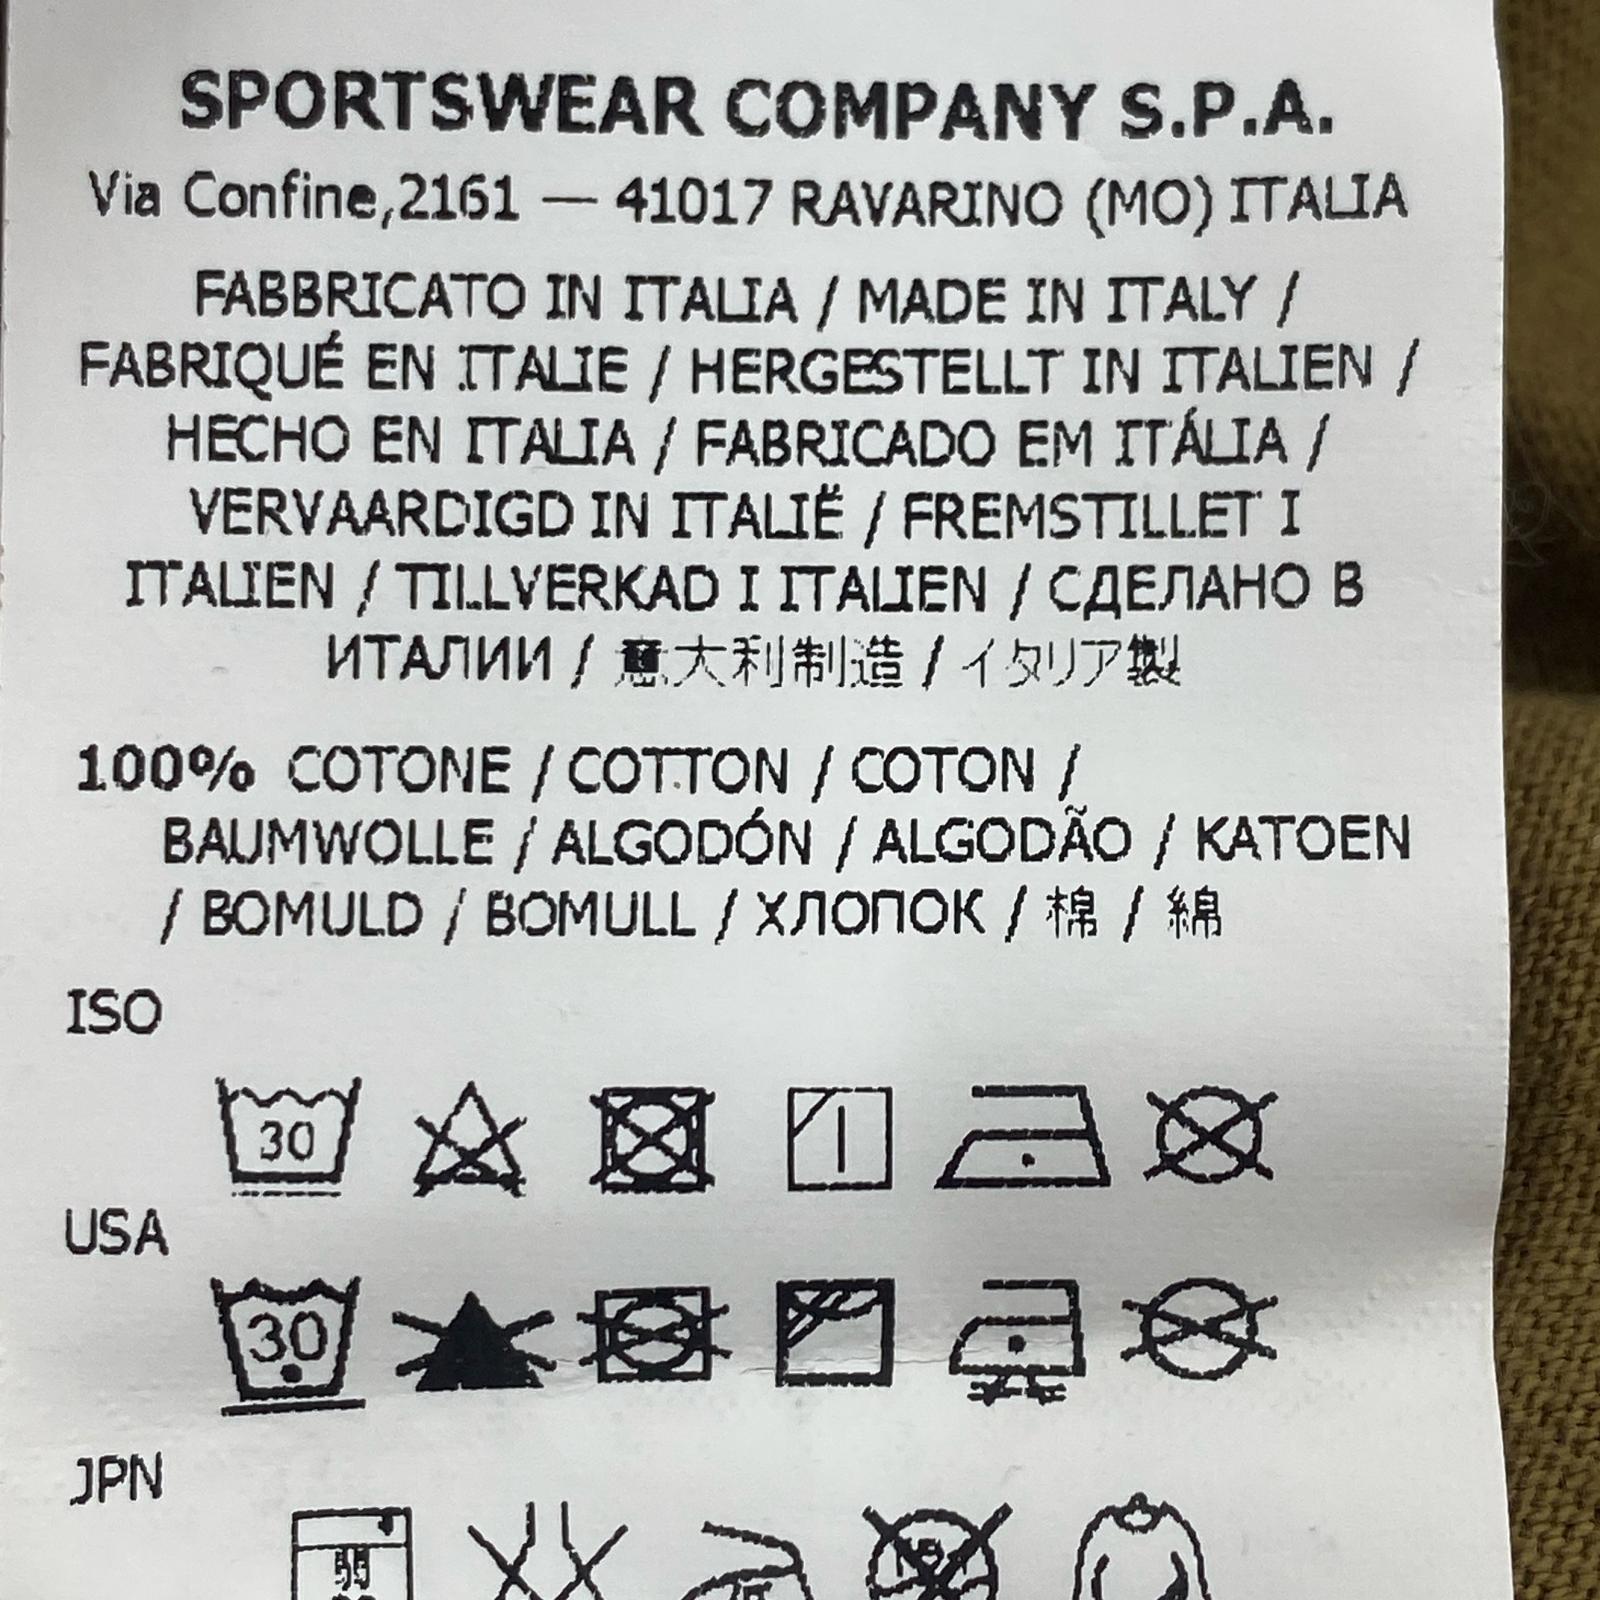 SPORTSWEAR COMPANY S.P.A.
Via Confine,2161 — 41017 RAVARINO (MO) ITALIA
FABBRICATO IN ITALIA / MADE IN ITALY /
FABRIQUÉ EN ITALIE / HERGESTELLT IN ITALIEN /
HECHO EN ITALIA / FABRICADO EM ITÁLIA /
VERVAARDIGD IN ITALIË / FREMSTILLET I
ITALIEN / TILLVERKAD I ITALIEN / СДЕЛАНО В
ИТАЛИИ / 意大利制造 / イタリア製
100% COTONE / COTTON / COTON /
BAUMWOLLE / ALGODÓN / ALGODÃO / KATOEN
/ BOMULD / BOMULL / ХЛОПОК / 棉 / 綿
ISO
30
USA
30
JPN
弱